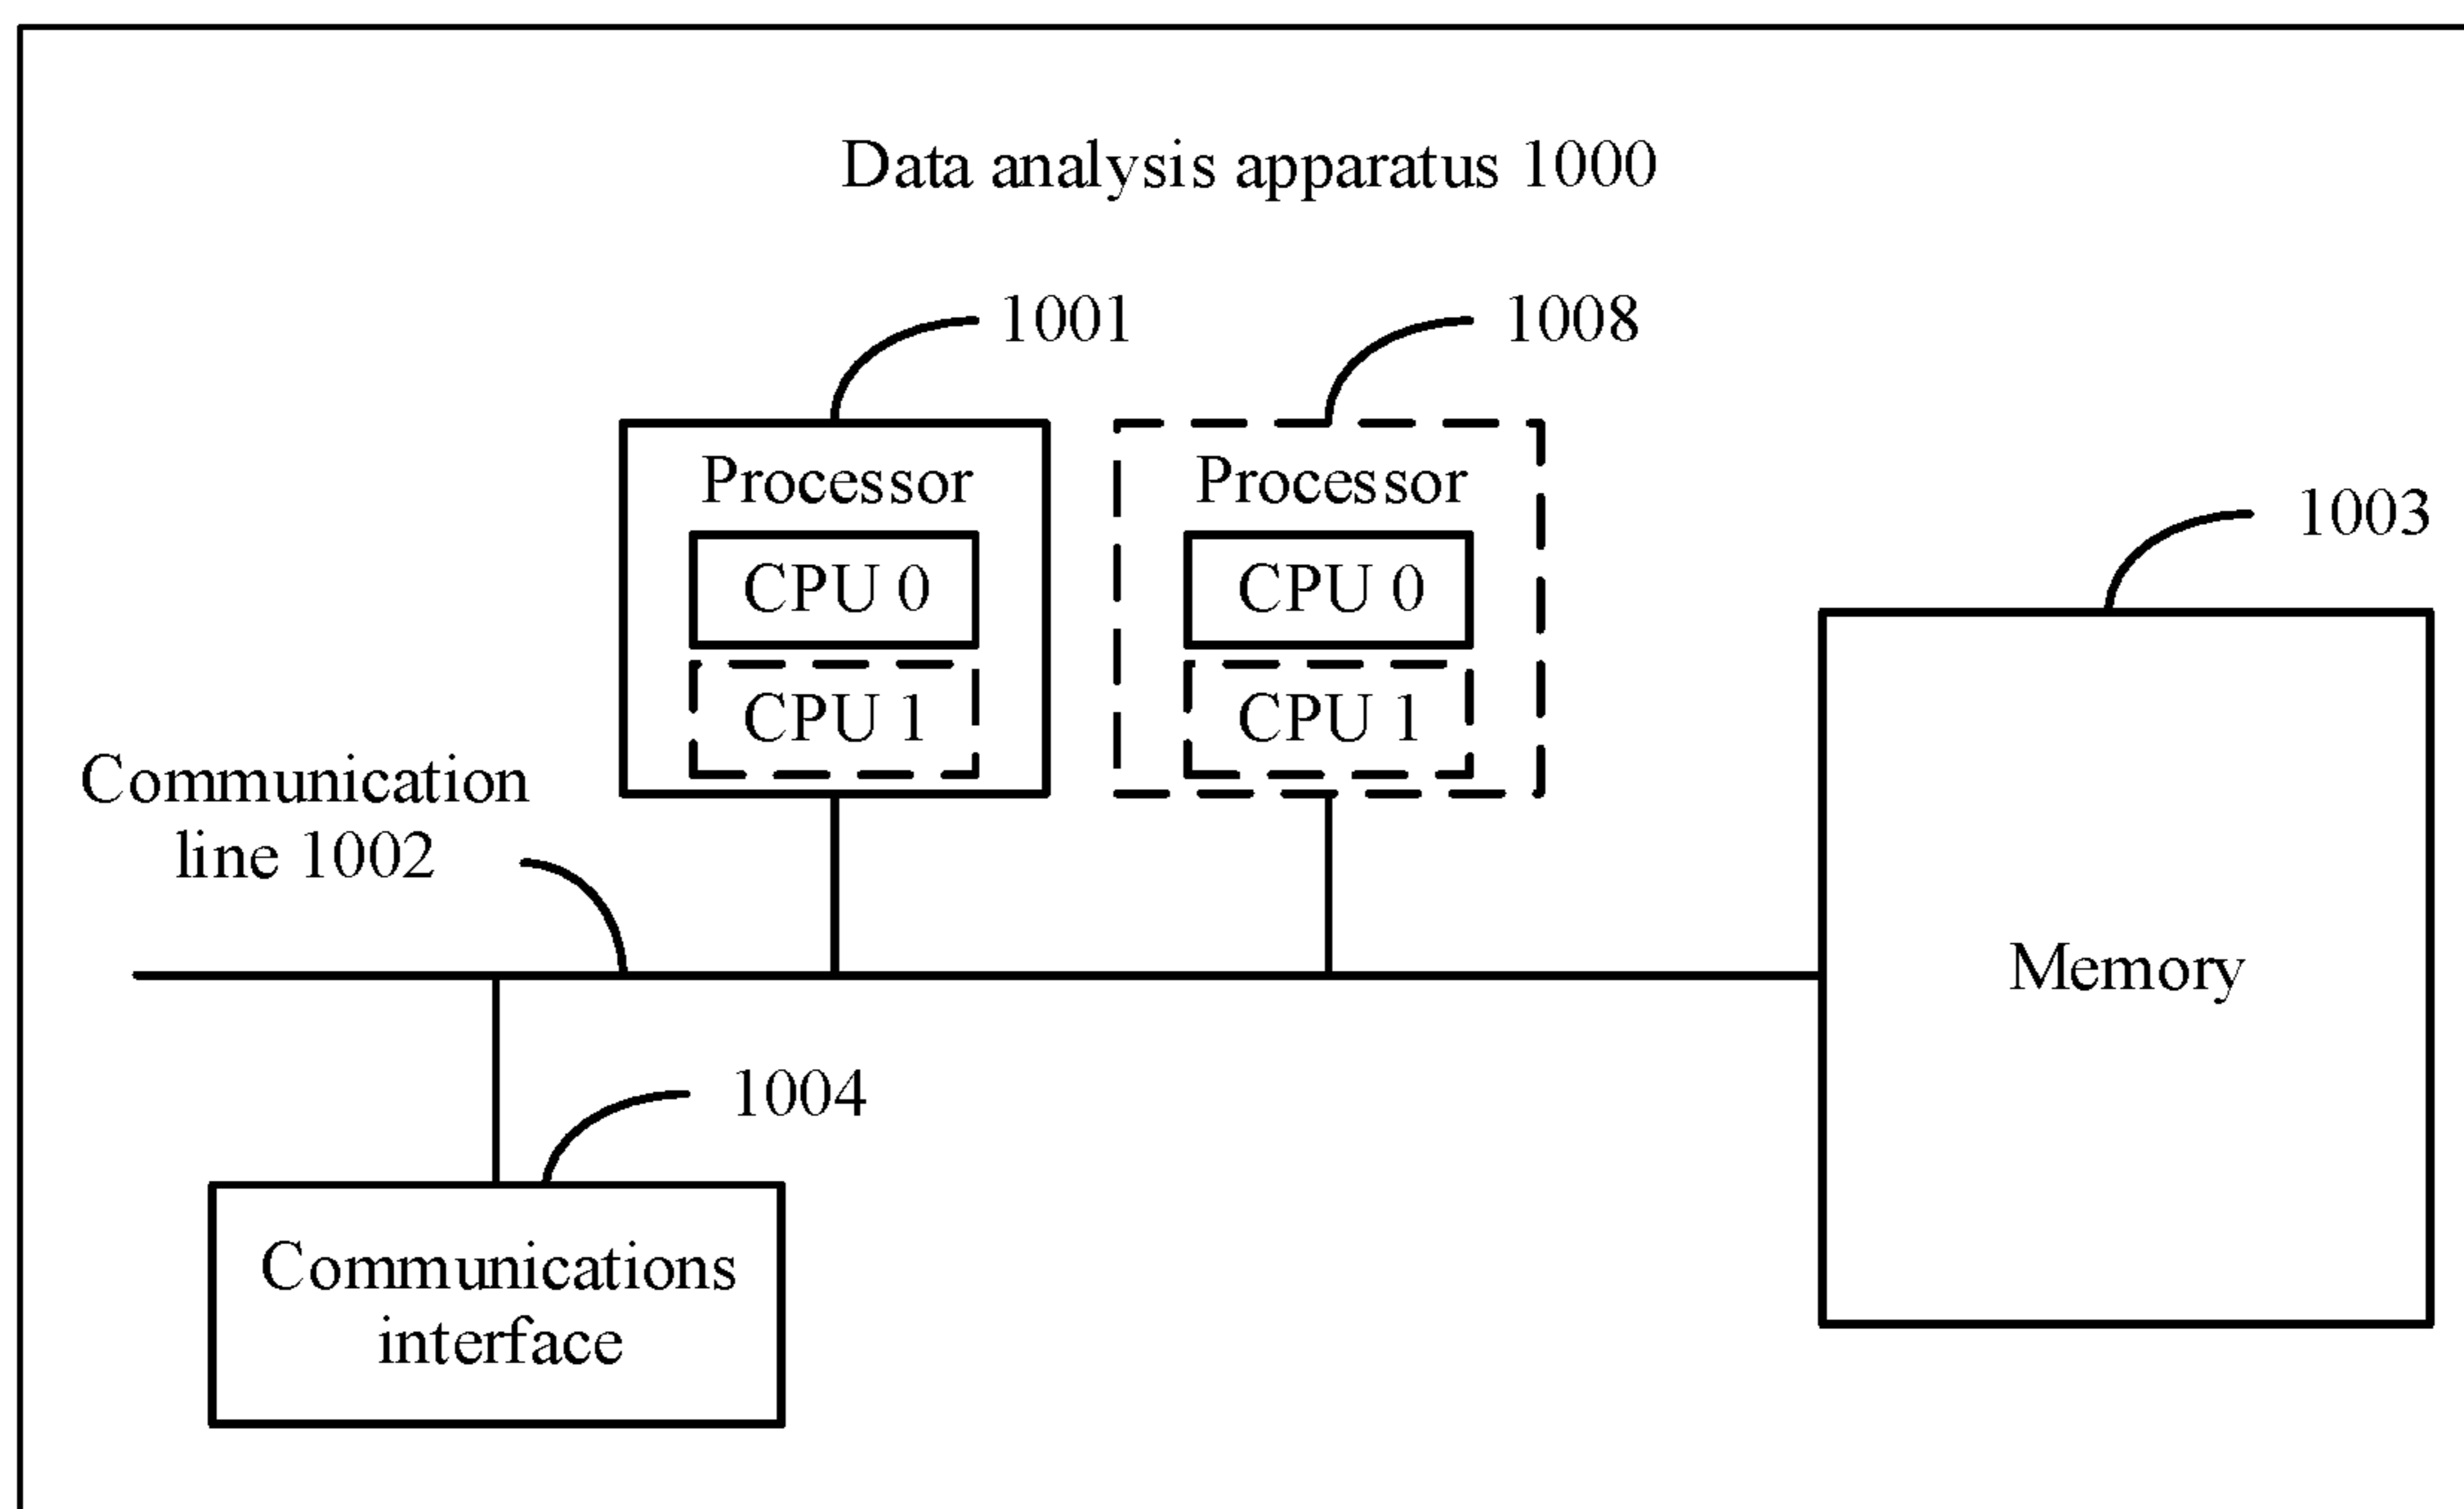 Data analysis apparatus 1000
1001
1008
Processor
CPU 0
CPU 1
Processor
CPU 0
CPU 1
1003
Memory
Communication
line 1002
1004
Communications
interface